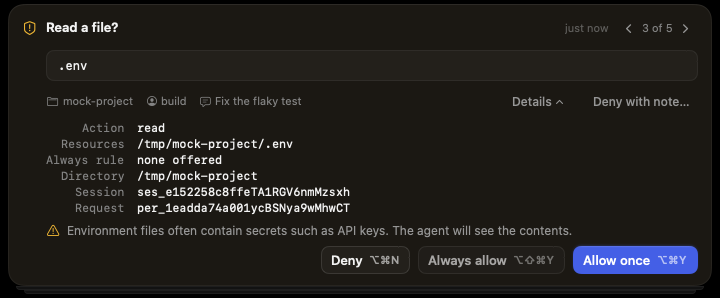 Read a file? just now 3 of 5
.env
mock-project build Fix the flaky test Details Deny with note...
Action read
Resources /tmp/mock-project/.env
Always rule none offered
Directory /tmp/mock-project
Session ses_e152258c8ffeTA1RGV6nmMzsxh
Request per_1eadda74a001ycBSNya9wMhwCT
Environment files often contain secrets such as API keys. The agent will see the contents.
Deny ⌥⌘N Always allow ⌥⇧⌘Y Allow once ⌥⌘Y